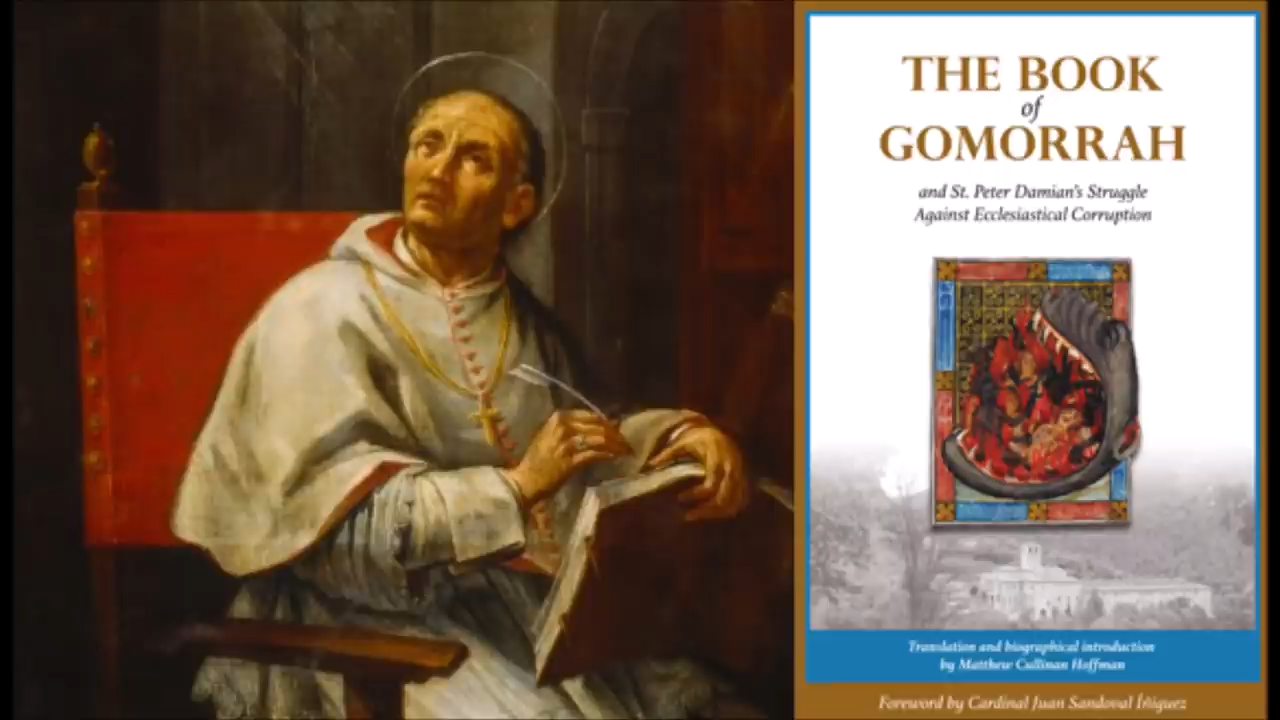 THE BOOK
of
GOMORRAH
and St. Peter Damian's Struggle
Against Ecclesiastical Corruption
Translation and biographical introduction
by Matthew Cullinan Hoffman
Foreword by Cardinal Juan Sandoval Íñiguez